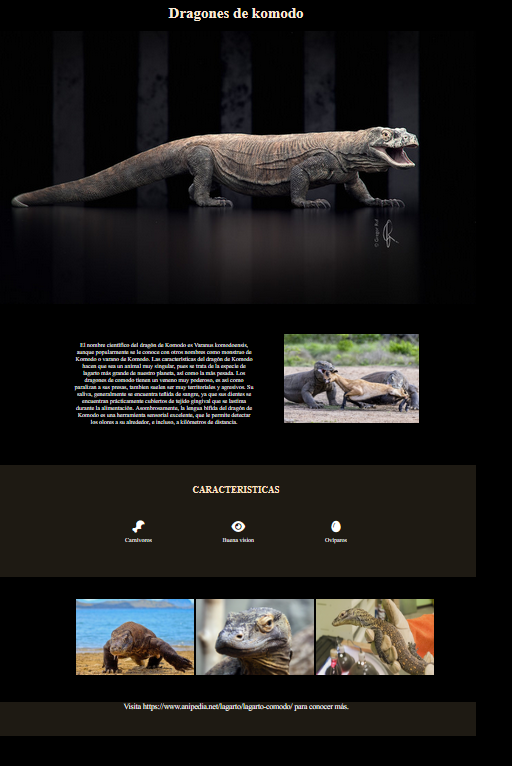 Dragones de komodo
© Gregor Ruf
El nombre científico del dragón de Komodo es Varanus komodoensis,
aunque popularmente se le conoce con otros nombres como monstruo de
Komodo o varano de Komodo. Las características del dragón de Komodo
hacen que sea un animal muy singular, pues se trata de la especie de
lagarto más grande de nuestro planeta, así como la más pesada. Los
dragones de comodo tienen un veneno muy poderoso, es así como
paralizan a sus presas, tambien suelen ser muy territoriales y agresivos. Su
saliva, generalmente se encuentra teñida de sangre, ya que sus dientes se
encuentran prácticamente cubiertos de tejido gingival que se lastima
durante la alimentación. Asombrosamente, la lengua bífida del dragón de
Komodo es una herramienta sensorial excelente, que le permite detectar
los olores a su alrededor, e incluso, a kilómetros de distancia.
CARACTERISTICAS
Carnivoros
Buena vision
Oviparos
Visita https://www.anipedia.net/lagarto/lagarto-comodo/ para conocer más.